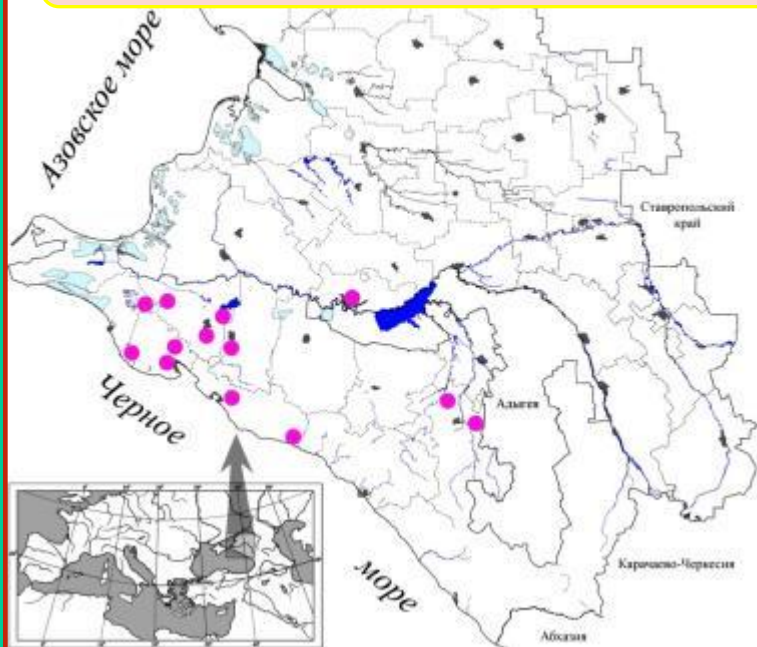 Азовское море
Ставропольский
край
Черное
Адыгея
море
Карачаево-Черкесия
Абхазия